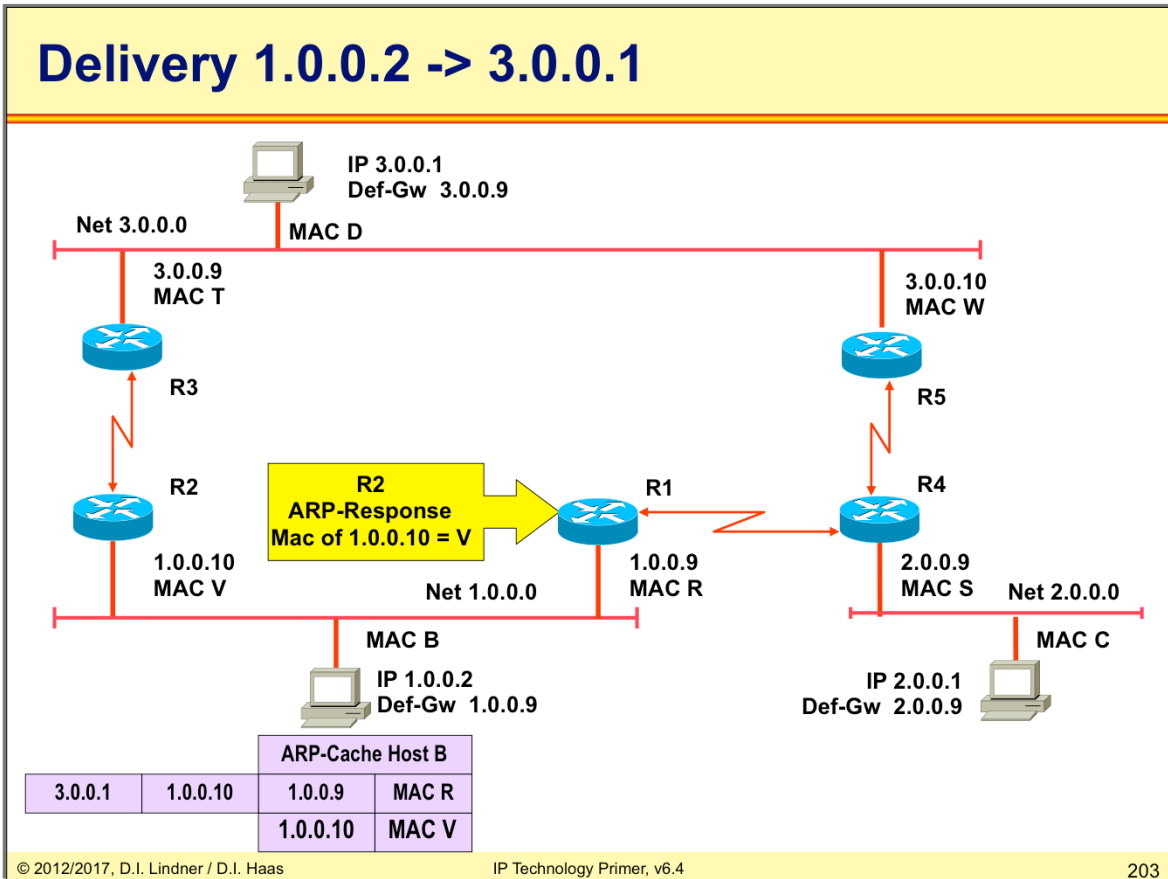 Delivery 1.0.0.2 -> 3.0.0.1
IP 3.0.0.1
Def-Gw 3.0.0.9
Net 3.0.0.0
MAC D
3.0.0.9
MAC T
3.0.0.10
MAC W
R3
R5
R2
R2
ARP-Response
Mac of 1.0.0.10 = V
R1
R4
1.0.0.10
MAC V
Net 1.0.0.0
1.0.0.9
MAC R
2.0.0.9
MAC S
Net 2.0.0.0
MAC B
MAC C
IP 1.0.0.2
Def-Gw 1.0.0.9
IP 2.0.0.1
Def-Gw 2.0.0.9
ARP-Cache Host B
3.0.0.1 1.0.0.10 1.0.0.9 MAC R
1.0.0.10 MAC V
© 2012/2017, D.I. Lindner / D.I. Haas IP Technology Primer, v6.4 203